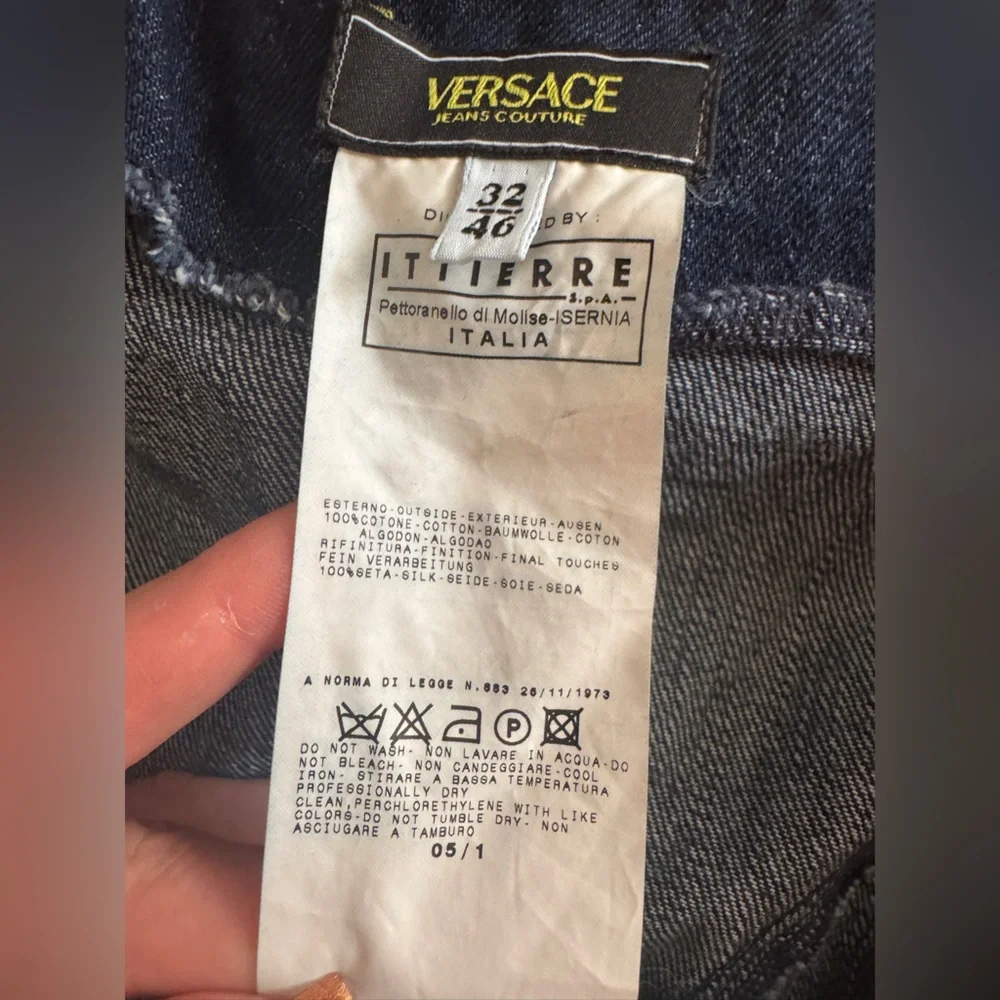 VERSACE
JEANS COUTURE
32
46
D BY :
ITTIERRE
S.p.A.
Pettoranello di Molise-ISERNIA
ITALIA
ESTERNO-OUTSIDE-EXTERIEUR-AUSEN
100%COTONE-COTTON-BAUMWOLLE-COTON
ALGODON-ALGODAO
RIFINITURA-FINITION-FINAL TOUCHES
FEIN VERARBEITUNG
100%SETA-SILK-SEIDE-SOIE-SEDA
A NORMA DI LEGGE N.883 26/11/1973
P
DO NOT WASH- NON LAVARE IN ACQUA-DO
NOT BLEACH- NON CANDEGGIARE-COOL
IRON- STIRARE A BASSA TEMPERATURA
PROFESSIONALLY DRY
CLEAN,PERCHLORETHYLENE WITH LIKE
COLORS-DO NOT TUMBLE DRY- NON
ASCIUGARE A TAMBURO
05/1